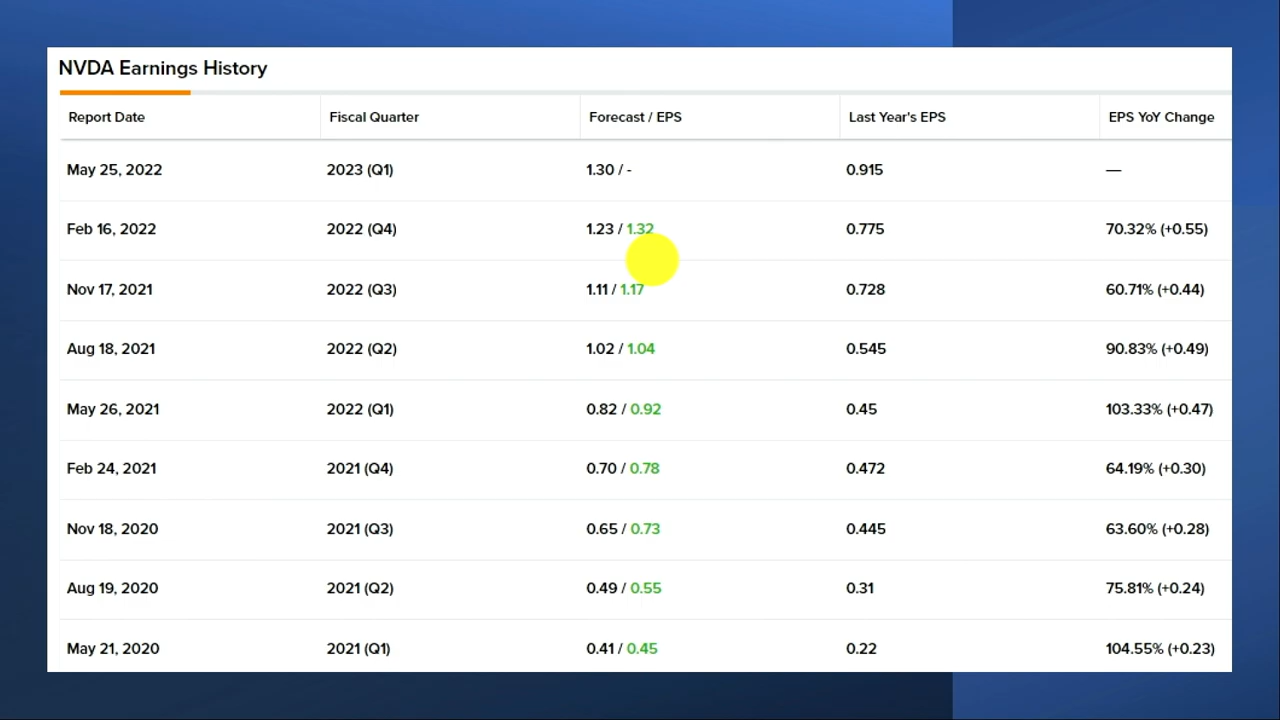 NVDA Earnings History
Report Date Fiscal Quarter Forecast / EPS Last Year's EPS EPS YoY Change
May 25, 2022 2023 (Q1) 1.30 / - 0.915 —
Feb 16, 2022 2022 (Q4) 1.23 / 1.32 0.775 70.32% (+0.55)
Nov 17, 2021 2022 (Q3) 1.11 / 1.17 0.728 60.71% (+0.44)
Aug 18, 2021 2022 (Q2) 1.02 / 1.04 0.545 90.83% (+0.49)
May 26, 2021 2022 (Q1) 0.82 / 0.92 0.45 103.33% (+0.47)
Feb 24, 2021 2021 (Q4) 0.70 / 0.78 0.472 64.19% (+0.30)
Nov 18, 2020 2021 (Q3) 0.65 / 0.73 0.445 63.60% (+0.28)
Aug 19, 2020 2021 (Q2) 0.49 / 0.55 0.31 75.81% (+0.24)
May 21, 2020 2021 (Q1) 0.41 / 0.45 0.22 104.55% (+0.23)